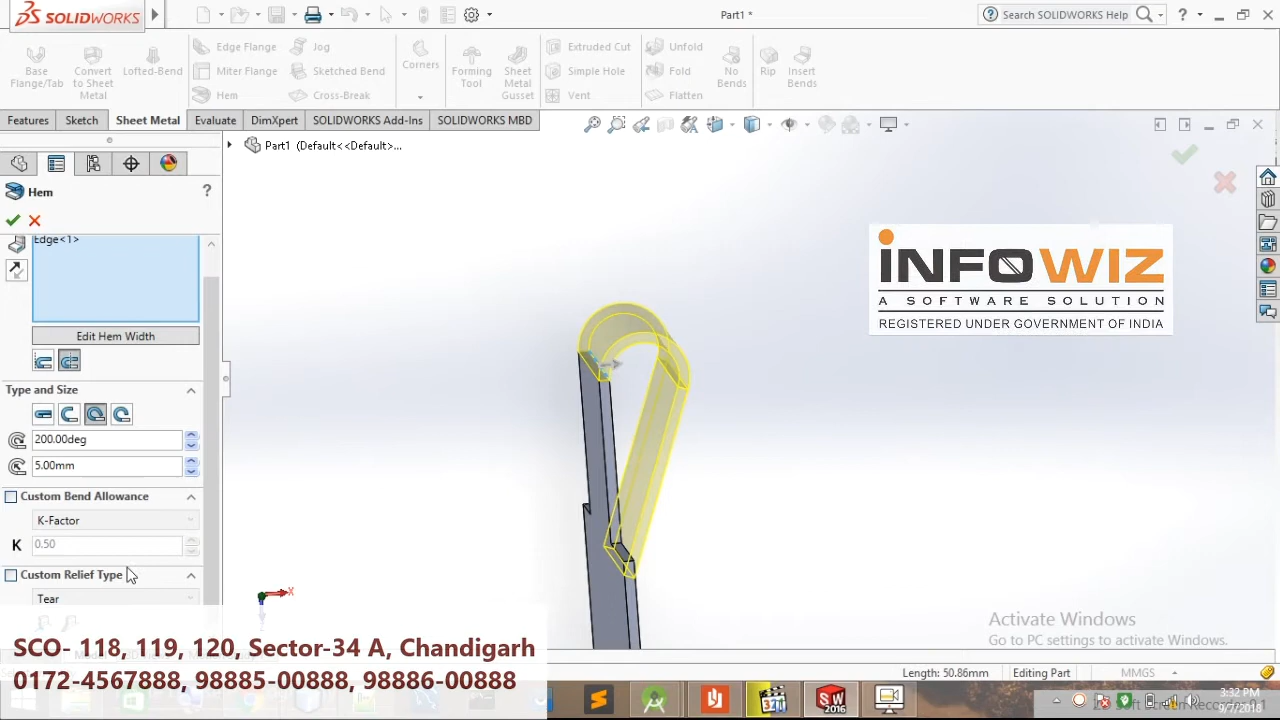 SOLIDWORKS
Part1 *
Search SOLIDWORKS Help
Base Flange/Tab
Convert to Sheet Metal
Lofted-Bend
Edge Flange
Miter Flange
Hem
Jog
Sketched Bend
Cross-Break
Corners
Forming Tool
Sheet Metal Gusset
Extruded Cut
Simple Hole
Vent
Unfold
Fold
Flatten
No Bends
Rip
Insert Bends
Features
Sketch
Sheet Metal
Evaluate
DimXpert
SOLIDWORKS Add-Ins
SOLIDWORKS MBD
Part1 (Default<<Default>...
Hem
?
Edge<1>
Edit Hem Width
Type and Size
200.00deg
5.00mm
Custom Bend Allowance
K-Factor
K
0.50
Custom Relief Type
Tear
X
iNFOWIZ
A SOFTWARE SOLUTION
REGISTERED UNDER GOVERNMENT OF INDIA
Activate Windows
Go to PC settings to activate Windows.
SCO- 118, 119, 120, Sector-34 A, Chandigarh
0172-4567888, 98885-00888, 98886-00888
Length: 50.86mm
Editing Part
MMGS
321
SW
2016
3:32 PM
9/7/2018